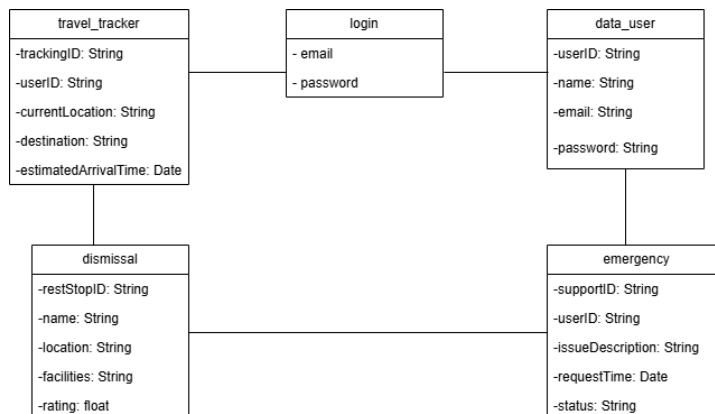 travel_tracker
-trackingID: String
-userID: String
-currentLocation: String
-destination: String
-estimatedArrivalTime: Date
login
- email
- password
data_user
-userID: String
-name: String
-email: String
-password: String
dismissal
-restStopID: String
-name: String
-location: String
-facilities: String
-rating: float
emergency
-supportID: String
-userID: String
-issueDescription: String
-requestTime: Date
-status: String